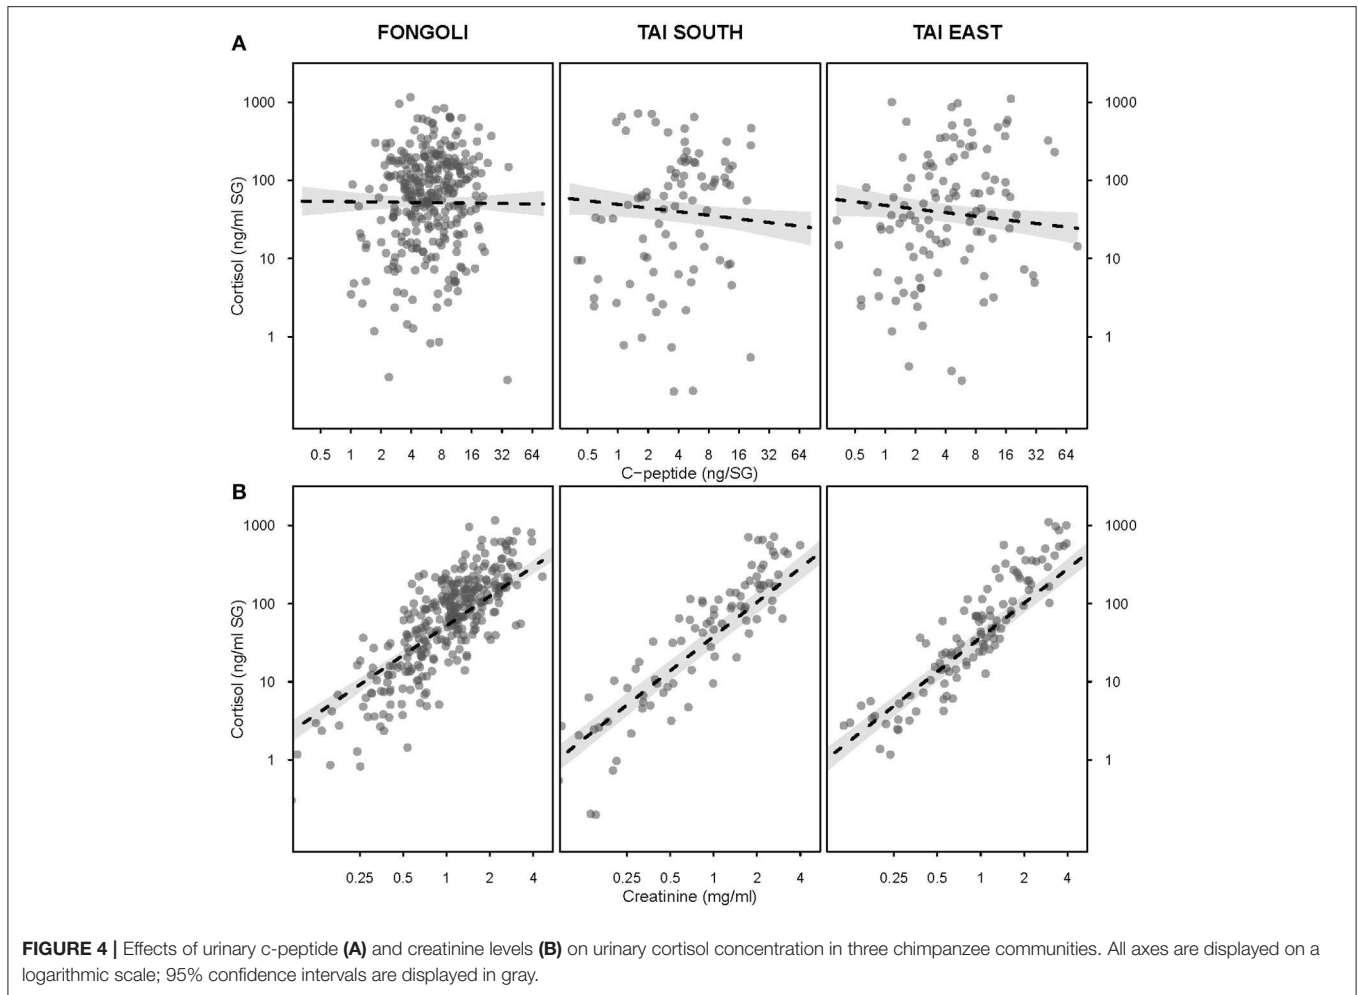 FONGOLI TAI SOUTH TAI EAST
A
Cortisol (ng/ml SG)
1000 1000
100 100
10 10
1 1
0.5 1 2 4 8 16 32 64 0.5 1 2 4 8 16 32 64 0.5 1 2 4 8 16 32 64
C−peptide (ng/SG)
B
Cortisol (ng/ml SG)
1000 1000
100 100
10 10
1 1
0.25 0.5 1 2 4 0.25 0.5 1 2 4 0.25 0.5 1 2 4
Creatinine (mg/ml)
FIGURE 4 | Effects of urinary c-peptide (A) and creatinine levels (B) on urinary cortisol concentration in three chimpanzee communities. All axes are displayed on a
logarithmic scale; 95% confidence intervals are displayed in gray.